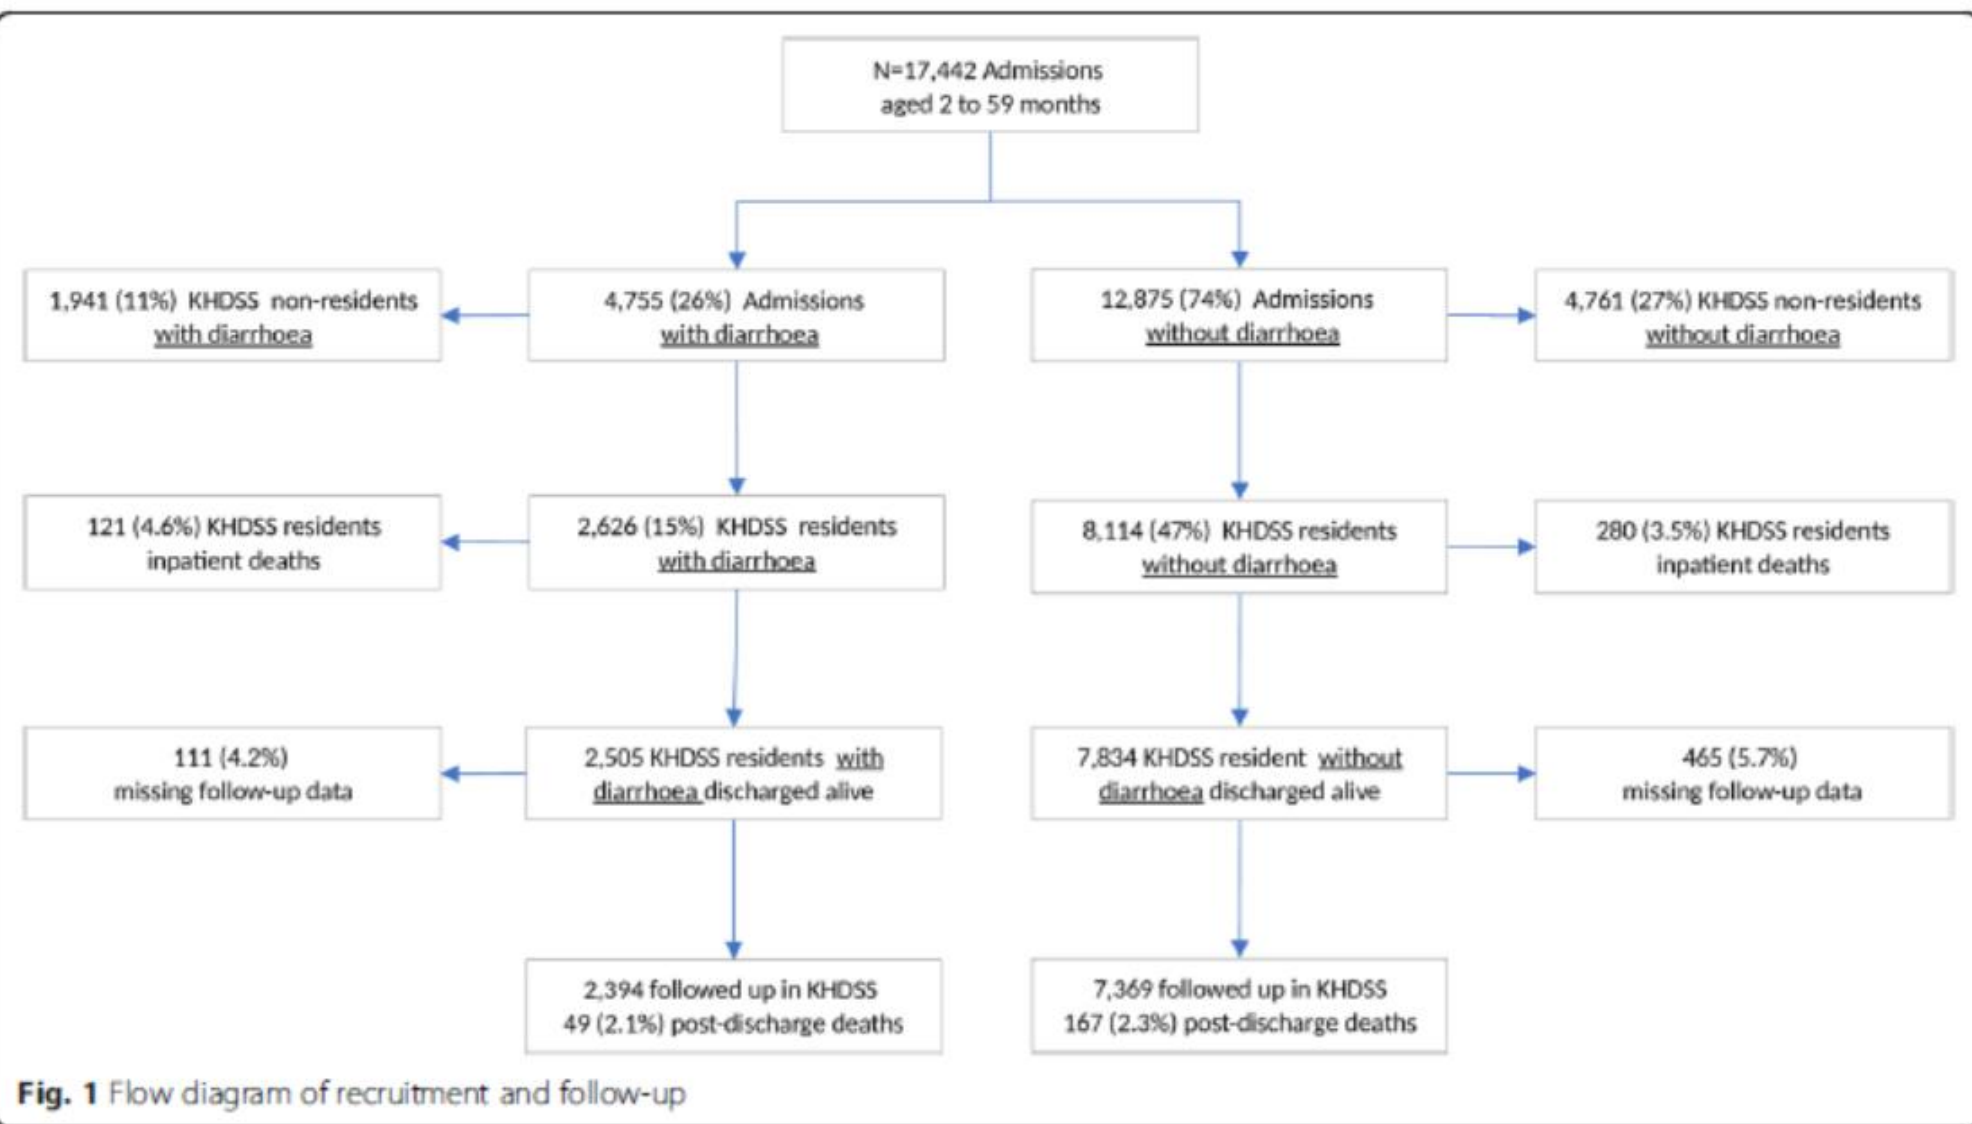 N=17,442 Admissions
aged 2 to 59 months
1,941 (11%) KHDSS non-residents
with diarrhoea
4,755 (26%) Admissions
with diarrhoea
12,875 (74%) Admissions
without diarrhoea
4,761 (27%) KHDSS non-residents
without diarrhoea
121 (4.6%) KHDSS residents
inpatient deaths
2,626 (15%) KHDSS residents
with diarrhoea
8,114 (47%) KHDSS residents
without diarrhoea
280 (3.5%) KHDSS residents
inpatient deaths
111 (4.2%)
missing follow-up data
2,505 KHDSS residents with
diarrhoea discharged alive
7,834 KHDSS resident without
diarrhoea discharged alive
465 (5.7%)
missing follow-up data
2,394 followed up in KHDSS
49 (2.1%) post-discharge deaths
7,369 followed up in KHDSS
167 (2.3%) post-discharge deaths
Fig. 1 Flow diagram of recruitment and follow-up